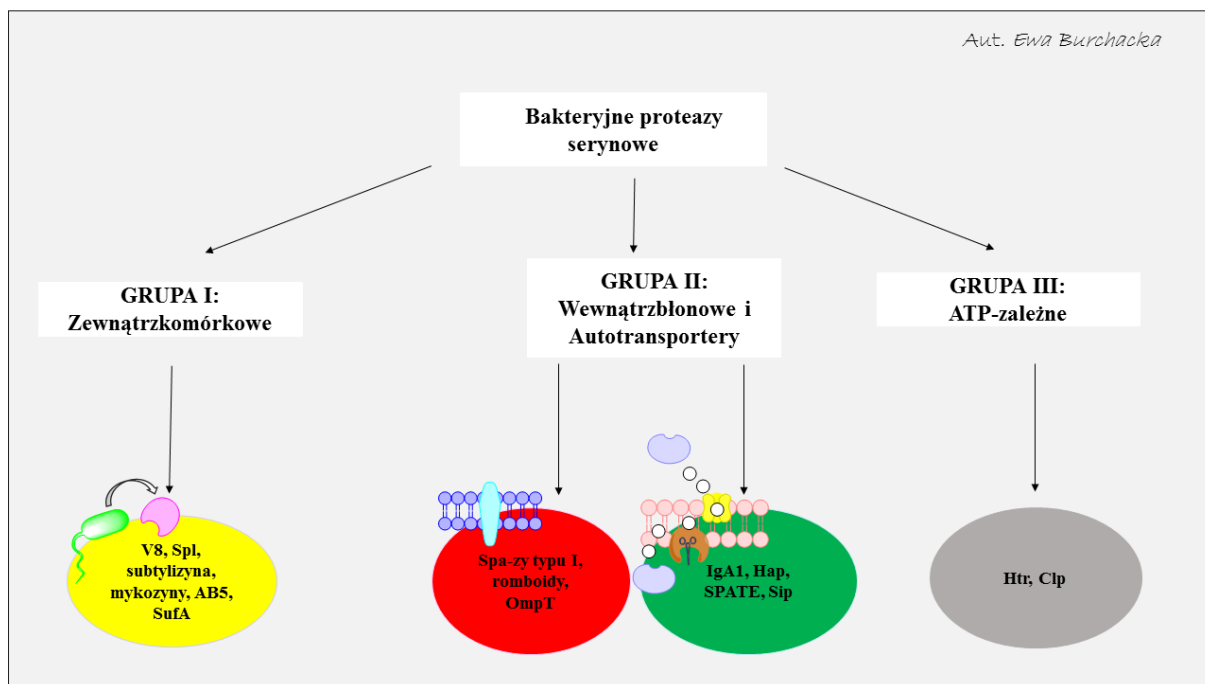 Aut. Ewa Burchacka
Bakteryjne proteazy
serynowe
GRUPA I:
Zewnątrzkomórkowe
GRUPA II:
Wewnątrzbłonowe i
Autotransportery
GRUPA III:
ATP-zależne
V8, Spl,
subtylizyna,
mykozyny, AB5,
SufA
Spa-zy typu I,
romboidy,
OmpT
IgA1, Hap,
SPATE, Sip
Htr, Clp